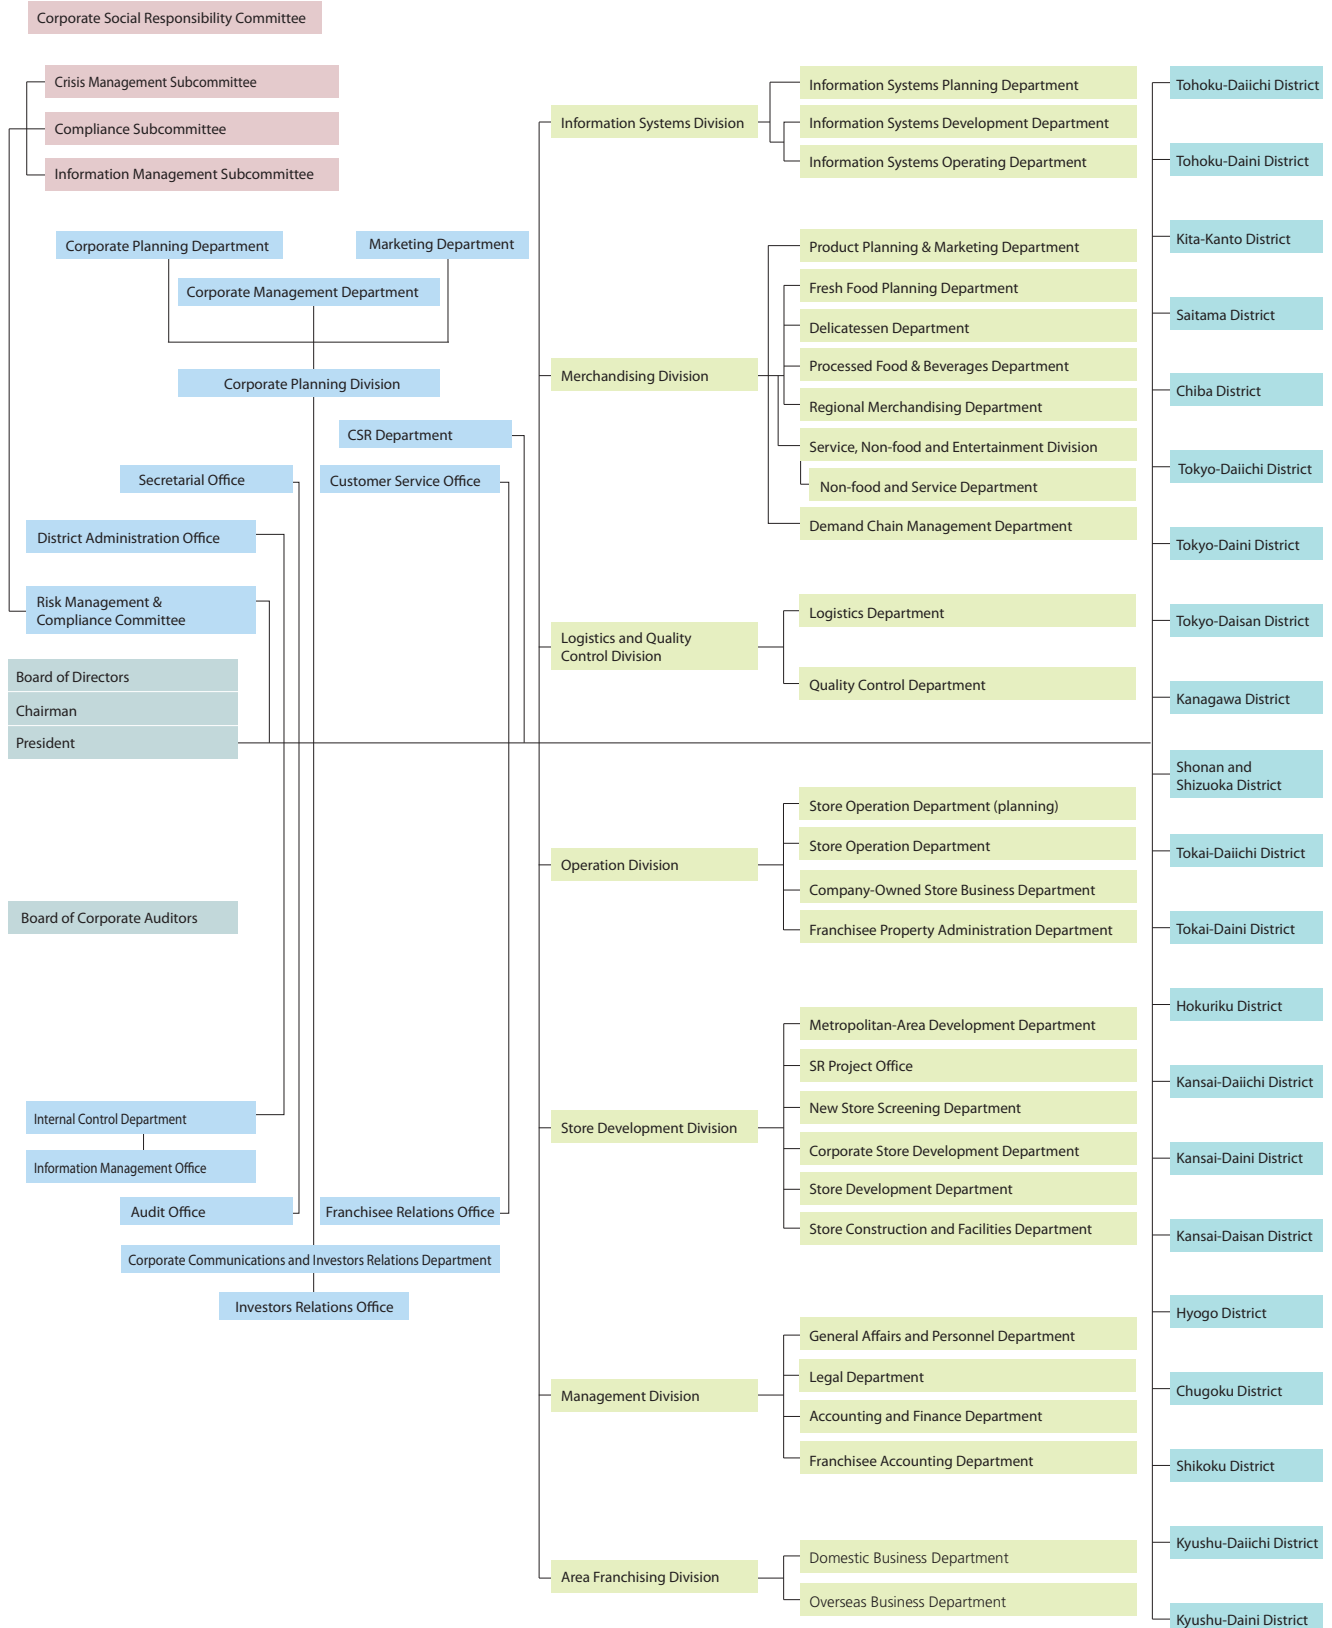 Corporate Social Responsibility Committee
Crisis Management Subcommittee
Compliance Subcommittee
Information Management Subcommittee
Corporate Planning Department
Marketing Department
Corporate Management Department
Corporate Planning Division
CSR Department
Secretarial Office
Customer Service Office
District Administration Office
Risk Management &
Compliance Committee
Board of Directors
Chairman
President
Board of Corporate Auditors
Internal Control Department
Information Management Office
Audit Office
Franchisee Relations Office
Corporate Communications and Investors Relations Department
Investors Relations Office
Information Systems Division
Information Systems Planning Department
Information Systems Development Department
Information Systems Operating Department
Merchandising Division
Product Planning & Marketing Department
Fresh Food Planning Department
Delicatessen Department
Processed Food & Beverages Department
Regional Merchandising Department
Service, Non-food and Entertainment Division
Non-food and Service Department
Demand Chain Management Department
Logistics and Quality
Control Division
Logistics Department
Quality Control Department
Operation Division
Store Operation Department (planning)
Store Operation Department
Company-Owned Store Business Department
Franchisee Property Administration Department
Store Development Division
Metropolitan-Area Development Department
SR Project Office
New Store Screening Department
Corporate Store Development Department
Store Development Department
Store Construction and Facilities Department
Management Division
General Affairs and Personnel Department
Legal Department
Accounting and Finance Department
Franchisee Accounting Department
Area Franchising Division
Domestic Business Department
Overseas Business Department
Tohoku-Daiichi District
Tohoku-Daini District
Kita-Kanto District
Saitama District
Chiba District
Tokyo-Daiichi District
Tokyo-Daini District
Tokyo-Daisan District
Kanagawa District
Shonan and
Shizuoka District
Tokai-Daiichi District
Tokai-Daini District
Hokuriku District
Kansai-Daiichi District
Kansai-Daini District
Kansai-Daisan District
Hyogo District
Chugoku District
Shikoku District
Kyushu-Daiichi District
Kyushu-Daini District